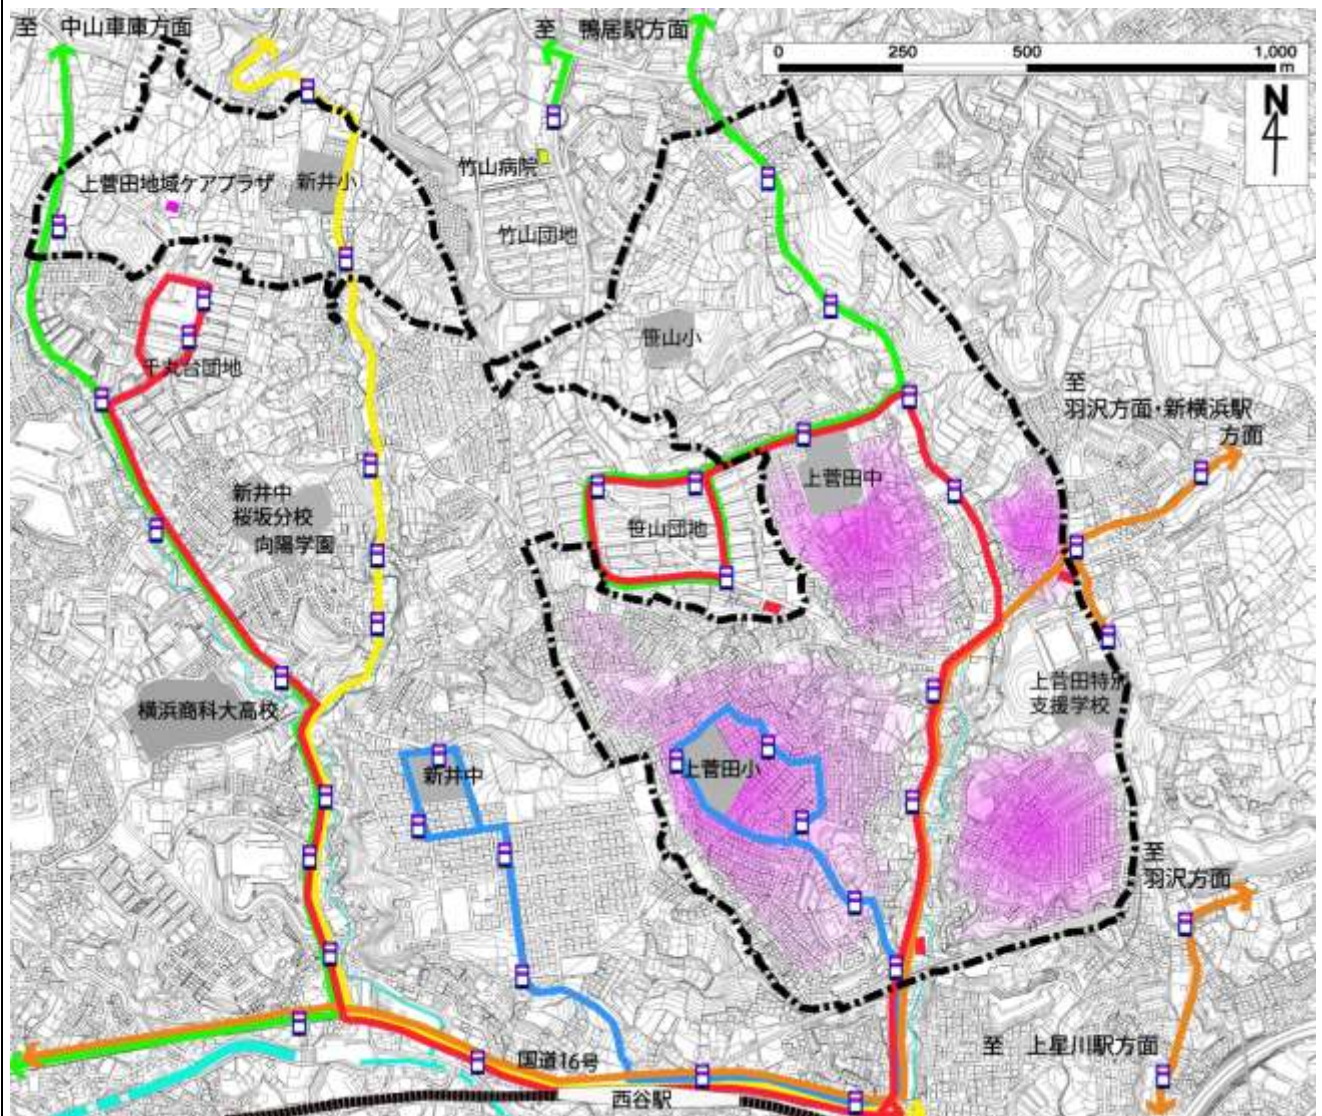 至 中山車庫方面
至 鴨居駅方面
0 250 500 1,000
m
N
竹山病院
上菅田地域ケアプラザ
新井小
竹山団地
笹山小
千丸台団地
至
羽沢方面・新横浜駅
方面
上菅田中
新井中
桜坂分校
向陽学園
笹山団地
上菅田特別
支援学校
横浜商科大高校
新井中
上菅田小
至
羽沢方面
至 上星川駅方面
国道16号
西谷駅